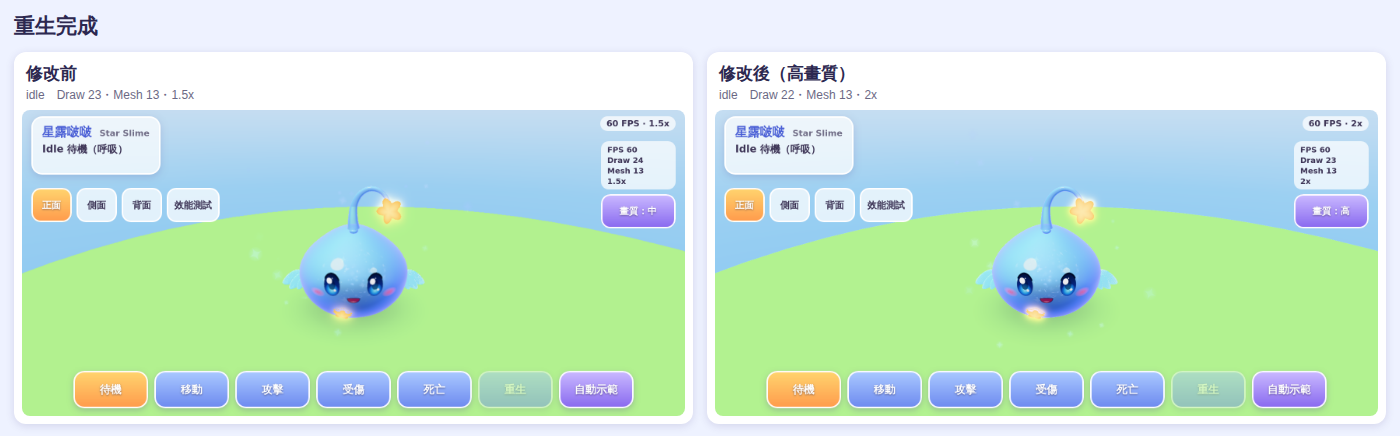 重生完成
修改前
idle Draw 23・Mesh 13・1.5x
星露啵啵 Star Slime
Idle 待機（呼吸）
60 FPS · 1.5x
FPS 60
Draw 24
Mesh 13
1.5x
畫質：中
正面 側面 背面 效能測試
待機 移動 攻擊 受傷 死亡 重生 自動示範
修改後（高畫質）
idle Draw 22・Mesh 13・2x
星露啵啵 Star Slime
Idle 待機（呼吸）
60 FPS · 2x
FPS 60
Draw 23
Mesh 13
2x
畫質：高
正面 側面 背面 效能測試
待機 移動 攻擊 受傷 死亡 重生 自動示範